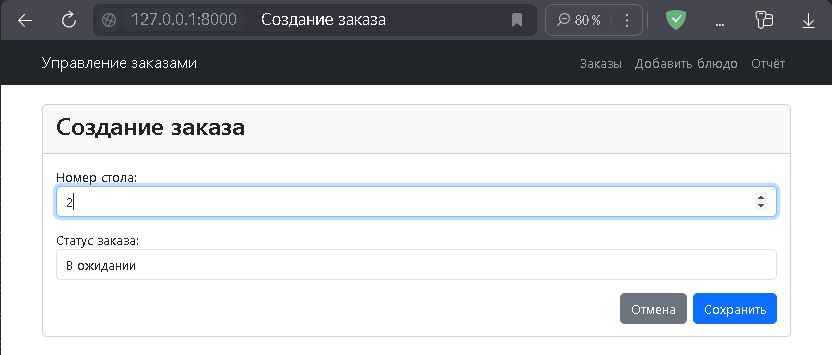 127.0.0.1:8000 Создание заказа 80 % ...
Управление заказами Заказы Добавить блюдо Отчёт
Создание заказа
Номер стола:
2
Статус заказа:
В ожидании
Отмена Сохранить